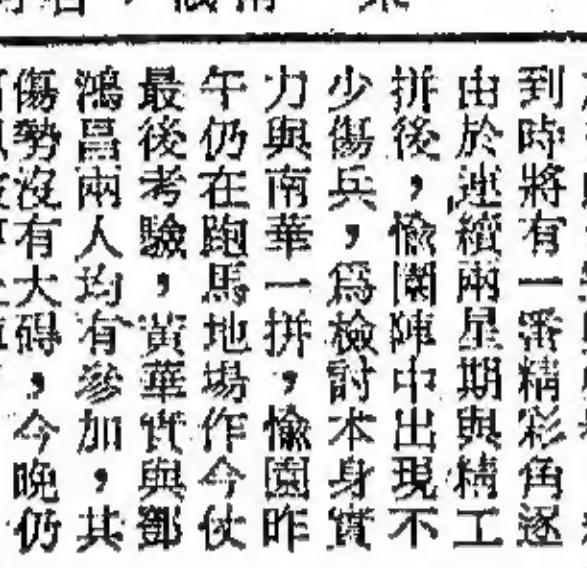 到時將有一番精彩角逐
由於連續兩星期與精工
拼後，愉園陣中出現不
少傷兵，爲檢討本身實
力與南華一拼，愉園昨
午仍在跑馬地場作今仗
最後考驗，黃華實與鄧
鴻昌兩人均有參加，其
傷勢沒有大碍，今晚仍